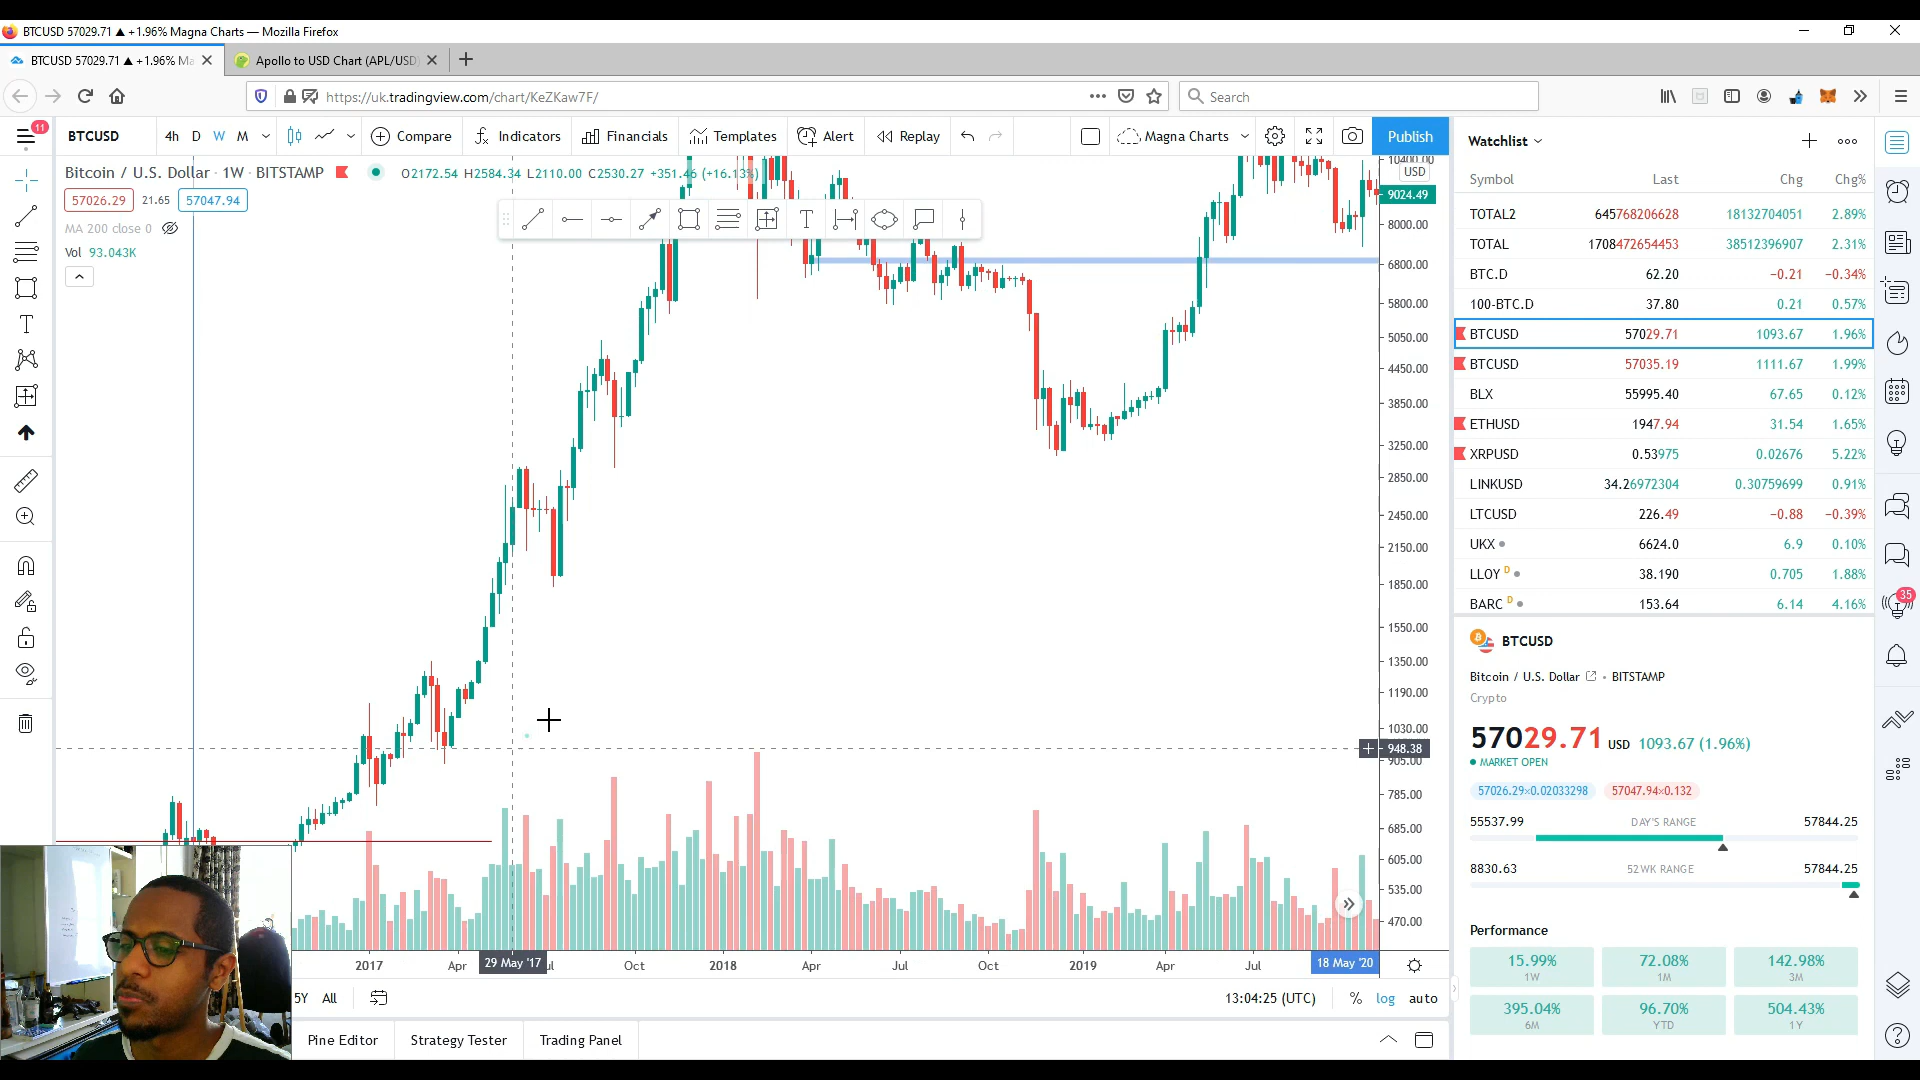 BTCUSD 57029.71 ▲ +1.96% Magna Charts — Mozilla Firefox
BTCUSD 57029.71 ▲ +1.96% Ma
Apollo to USD Chart (APL/USD)
https://uk.tradingview.com/chart/KeZKaw7F/
Search
11
BTCUSD
4h D W M
Compare
Indicators
Financials
Templates
Alert
Replay
Magna Charts
Publish
Bitcoin / U.S. Dollar · 1W · BITSTAMP
O2172.54 H2584.34 L2110.00 C2530.27 +351.46 (+16.13%)
57026.29 21.65 57047.94
MA 200 close 0
Vol 93.043K
10400.00
USD
9024.49
8000.00
6800.00
5800.00
5050.00
4450.00
3850.00
3250.00
2850.00
2450.00
2150.00
1850.00
1550.00
1350.00
1190.00
1030.00
948.38
905.00
785.00
685.00
605.00
535.00
470.00
2017 Apr 29 May '17 Oct 2018 Apr Jul Oct 2019 Apr Jul 18 May '20
5Y All
13:04:25 (UTC) % log auto
Pine Editor Strategy Tester Trading Panel
Watchlist
Symbol Last Chg Chg%
TOTAL2 645768206628 18132704051 2.89%
TOTAL 1708472654453 38512396907 2.31%
BTC.D 62.20 −0.21 −0.34%
100-BTC.D 37.80 0.21 0.57%
BTCUSD 57029.71 1093.67 1.96%
BTCUSD 57035.19 1111.67 1.99%
BLX 55995.40 67.65 0.12%
ETHUSD 1947.94 31.54 1.65%
XRPUSD 0.53975 0.02676 5.22%
LINKUSD 34.26972304 0.30759699 0.91%
LTCUSD 226.49 −0.88 −0.39%
UKX 6624.0 6.9 0.10%
LLOY D 38.190 0.705 1.88%
BARC D 153.64 6.14 4.16%
35
BTCUSD
Bitcoin / U.S. Dollar • BITSTAMP
Crypto
57029.71 USD 1093.67 (1.96%)
MARKET OPEN
57026.29×0.02033298 57047.94×0.132
55537.99 DAY'S RANGE 57844.25
8830.63 52WK RANGE 57844.25
Performance
15.99% 72.08% 142.98%
1W 1M 3M
395.04% 96.70% 504.43%
6M YTD 1Y